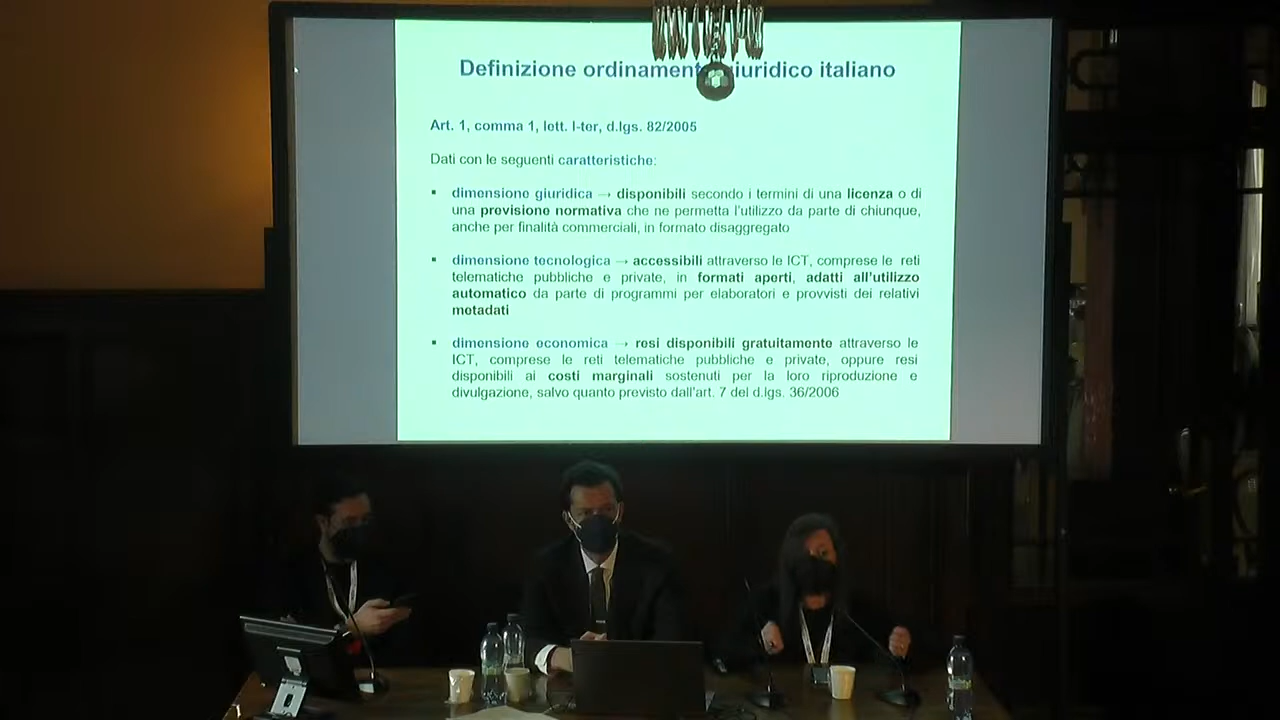 Definizione ordinamento giuridico italiano
Art. 1, comma 1, lett. l-ter, d.lgs. 82/2005
Dati con le seguenti caratteristiche:
▪ dimensione giuridica → disponibili secondo i termini di una licenza o di
una previsione normativa che ne permetta l'utilizzo da parte di chiunque,
anche per finalità commerciali, in formato disaggregato
▪ dimensione tecnologica → accessibili attraverso le ICT, comprese le reti
telematiche pubbliche e private, in formati aperti, adatti all'utilizzo
automatico da parte di programmi per elaboratori e provvisti dei relativi
metadati
▪ dimensione economica → resi disponibili gratuitamente attraverso le
ICT, comprese le reti telematiche pubbliche e private, oppure resi
disponibili ai costi marginali sostenuti per la loro riproduzione e
divulgazione, salvo quanto previsto dall'art. 7 del d.lgs. 36/2006